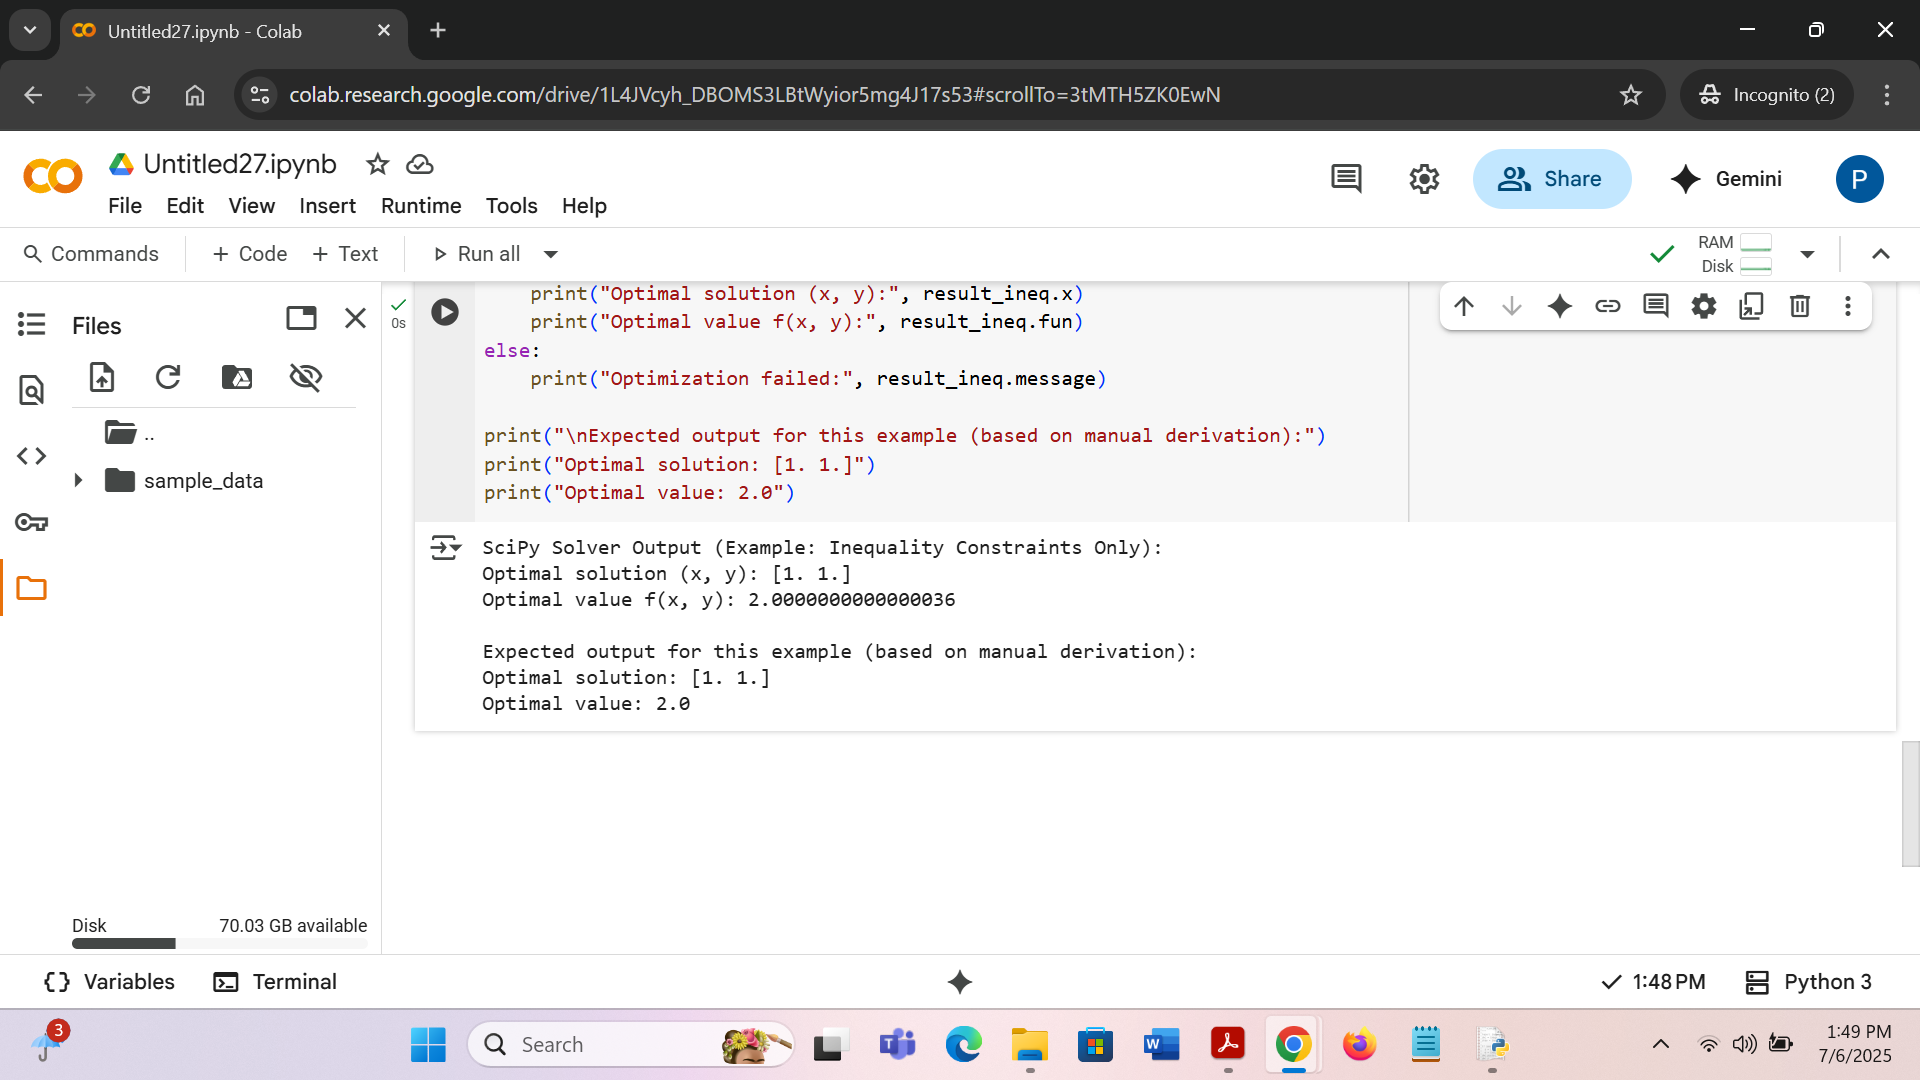 Untitled27.ipynb - Colab
colab.research.google.com/drive/1L4JVcyh_DBOMS3LBtWyior5mg4J17s53#scrollTo=3tMTH5ZK0EwN
Incognito (2)
Untitled27.ipynb
Share
Gemini
P
File Edit View Insert Runtime Tools Help
Commands
+ Code + Text
Run all
RAM
Disk
Files
..
sample_data
Disk 70.03 GB available
0s
print("Optimal solution (x, y):", result_ineq.x)
print("Optimal value f(x, y):", result_ineq.fun)
else:
print("Optimization failed:", result_ineq.message)
print("\nExpected output for this example (based on manual derivation):")
print("Optimal solution: [1. 1.]")
print("Optimal value: 2.0")
SciPy Solver Output (Example: Inequality Constraints Only):
Optimal solution (x, y): [1. 1.]
Optimal value f(x, y): 2.0000000000000036
Expected output for this example (based on manual derivation):
Optimal solution: [1. 1.]
Optimal value: 2.0
{} Variables
Terminal
1:48 PM
Python 3
3
Search
1:49 PM
7/6/2025